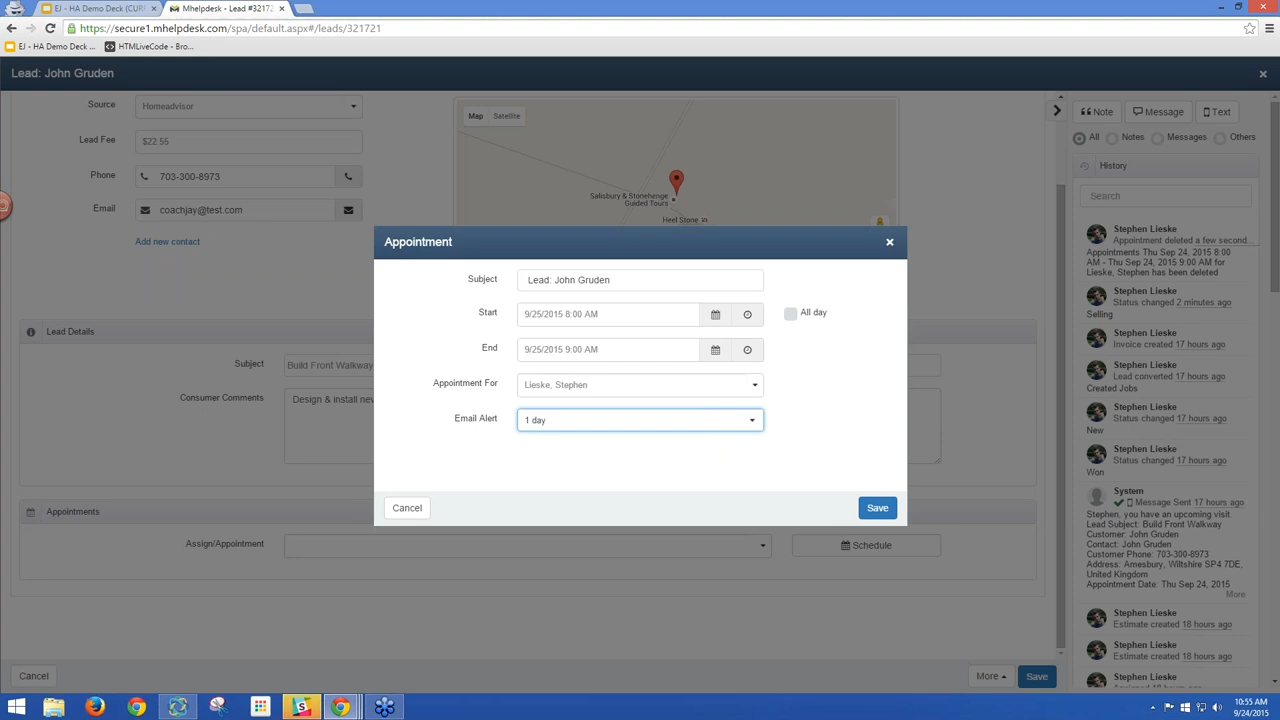 EJ - HA Demo Deck (CUR
Mhelpdesk - Lead #32172
https://secure1.mhelpdesk.com/spa/default.aspx#/leads/321721
EJ - HA Demo Deck ...
HTMLiveCode - Bro...
Lead: John Gruden
Source
Homeadvisor
Lead Fee
$22.55
Phone
703-300-8973
Email
coachjay@test.com
Add new contact
Map
Satellite
Salisbury & Stonehenge
Guided Tours
Heel Stone
Note
Message
Text
All
Notes
Messages
Others
History
Search
Stephen Lieske
Appointment deleted a few second...
Appointments Thu Sep 24, 2015 8:00
AM - Thu Sep 24, 2015 9:00 AM for
Lieske, Stephen has been deleted
Stephen Lieske
Status changed 2 minutes ago
Selling
Stephen Lieske
Invoice created 17 hours ago
Stephen Lieske
Lead converted 17 hours ago
Created Jobs
Stephen Lieske
Status changed 17 hours ago
New
Stephen Lieske
Status changed 17 hours ago
Won
System
Message Sent 17 hours ago
Stephen, you have an upcoming visit.
Lead Subject: Build Front Walkway
Customer: John Gruden
Contact: John Gruden
Customer Phone: 703-300-8973
Address: Amesbury, Wiltshire SP4 7DE,
United Kingdom
Appointment Date: Thu Sep 24, 2015
More
Stephen Lieske
Estimate created 18 hours ago
Stephen Lieske
Estimate created 18 hours ago
Stephen Lieske
Appointment
Subject
Lead: John Gruden
Start
9/25/2015 8:00 AM
All day
End
9/25/2015 9:00 AM
Appointment For
Lieske, Stephen
Email Alert
1 day
Cancel
Save
Lead Details
Subject
Build Front Walkway
Consumer Comments
Design & install nev
Appointments
Assign/Appointment
Schedule
Cancel
More
Save
10:55 AM
9/24/2015